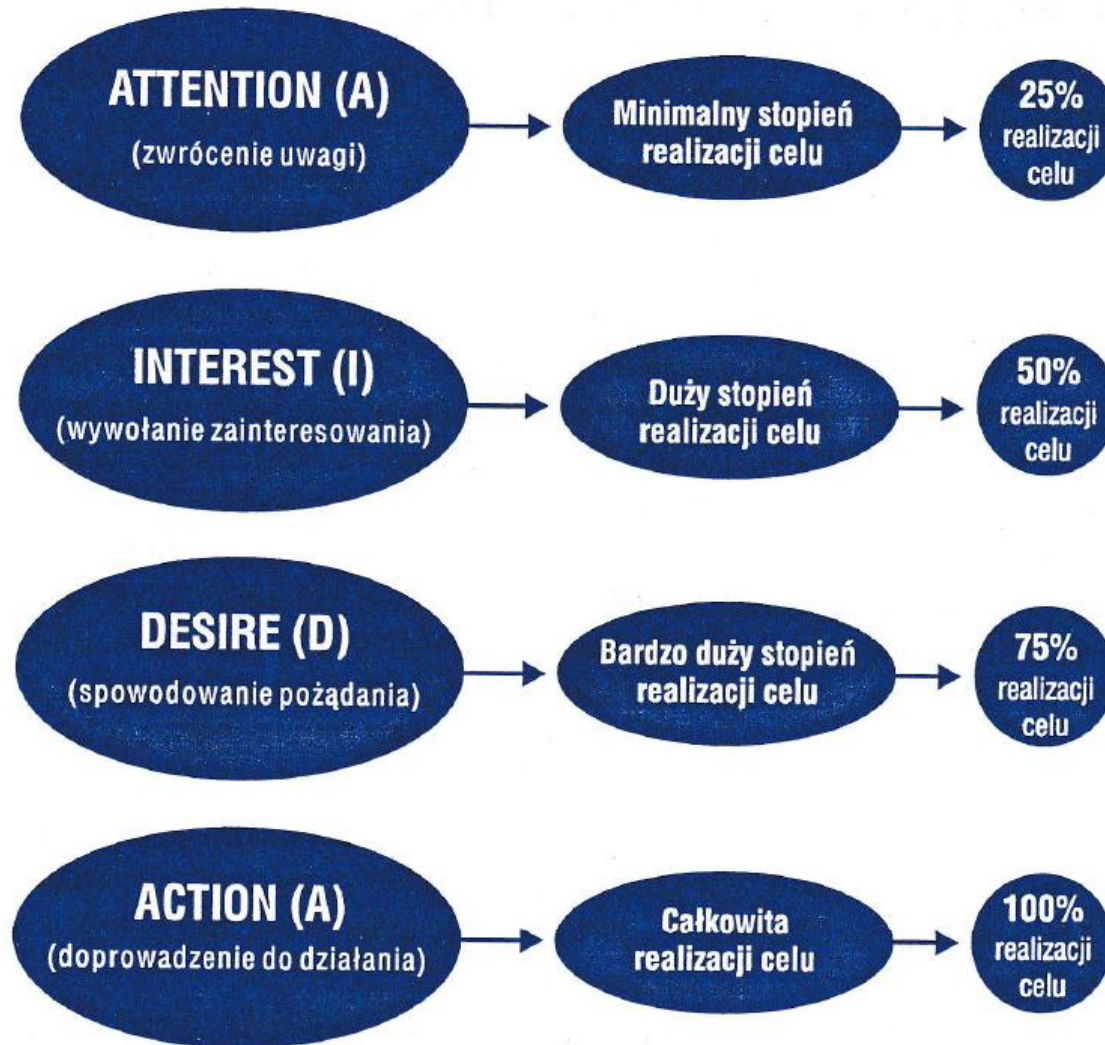 ATTENTION (A)
(zwrócenie uwagi)
Minimalny stopień
realizacji celu
25%
realizacji
celu
INTEREST (I)
(wywołanie zainteresowania)
Duży stopień
realizacji celu
50%
realizacji
celu
DESIRE (D)
(spowodowanie pożądania)
Bardzo duży stopień
realizacji celu
75%
realizacji
celu
ACTION (A)
(doprowadzenie do działania)
Całkowita
realizacji celu
100%
realizacji
celu